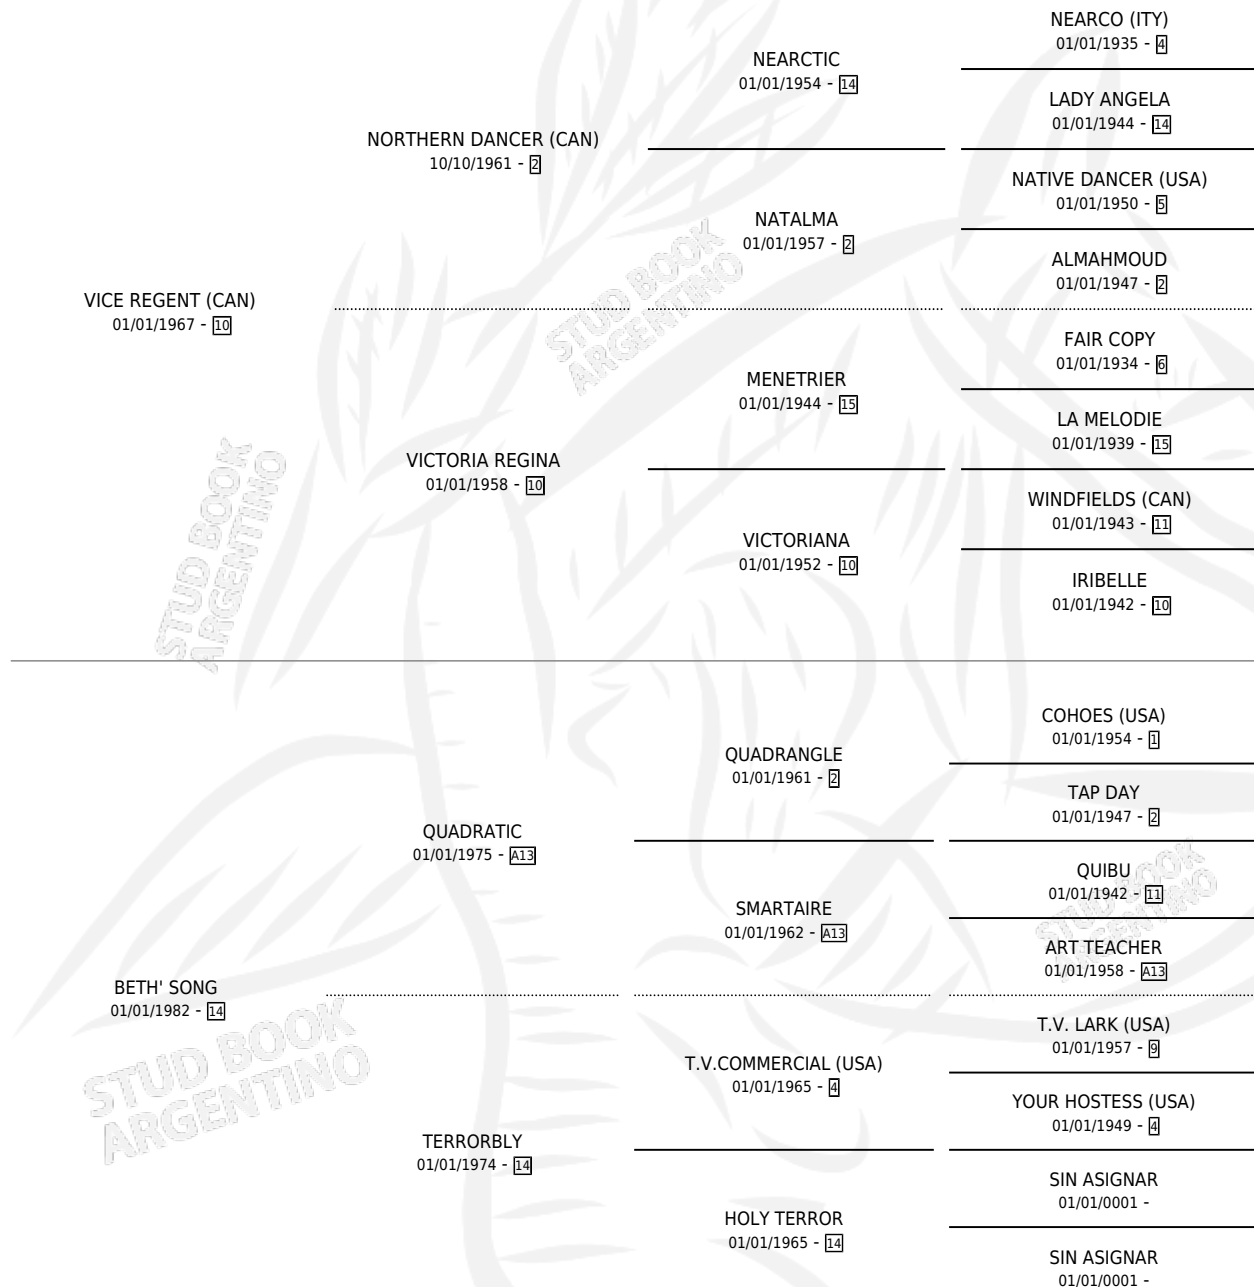 VICE REGENT (CAN)
01/01/1967 - 10
NORTHERN DANCER (CAN)
10/10/1961 - 2
NEARCTIC
01/01/1954 - 14
NEARCO (ITY)
01/01/1935 - 4
LADY ANGELA
01/01/1944 - 14
NATALMA
01/01/1957 - 2
NATIVE DANCER (USA)
01/01/1950 - 5
ALMAHMOUD
01/01/1947 - 2
VICTORIA REGINA
01/01/1958 - 10
MENETRIER
01/01/1944 - 15
FAIR COPY
01/01/1934 - 6
LA MELODIE
01/01/1939 - 15
VICTORIANA
01/01/1952 - 10
WINDFIELDS (CAN)
01/01/1943 - 11
IRIBELLE
01/01/1942 - 10
BETH' SONG
01/01/1982 - 14
QUADRATIC
01/01/1975 - A13
QUADRANGLE
01/01/1961 - 2
COHOES (USA)
01/01/1954 - 1
TAP DAY
01/01/1947 - 2
SMARTAIRE
01/01/1962 - A13
QUIBU
01/01/1942 - 11
ART TEACHER
01/01/1958 - A13
TERRORBLY
01/01/1974 - 14
T.V.COMMERCIAL (USA)
01/01/1965 - 4
T.V. LARK (USA)
01/01/1957 - 9
YOUR HOSTESS (USA)
01/01/1949 - 4
HOLY TERROR
01/01/1965 - 14
SIN ASIGNAR
01/01/0001 -
SIN ASIGNAR
01/01/0001 -
STUD BOOK
ARGENTINO
STUD BOOK
ARGENTINO
STUD BOOK
ARGENTINO
STUD BOOK
ARGENTINO